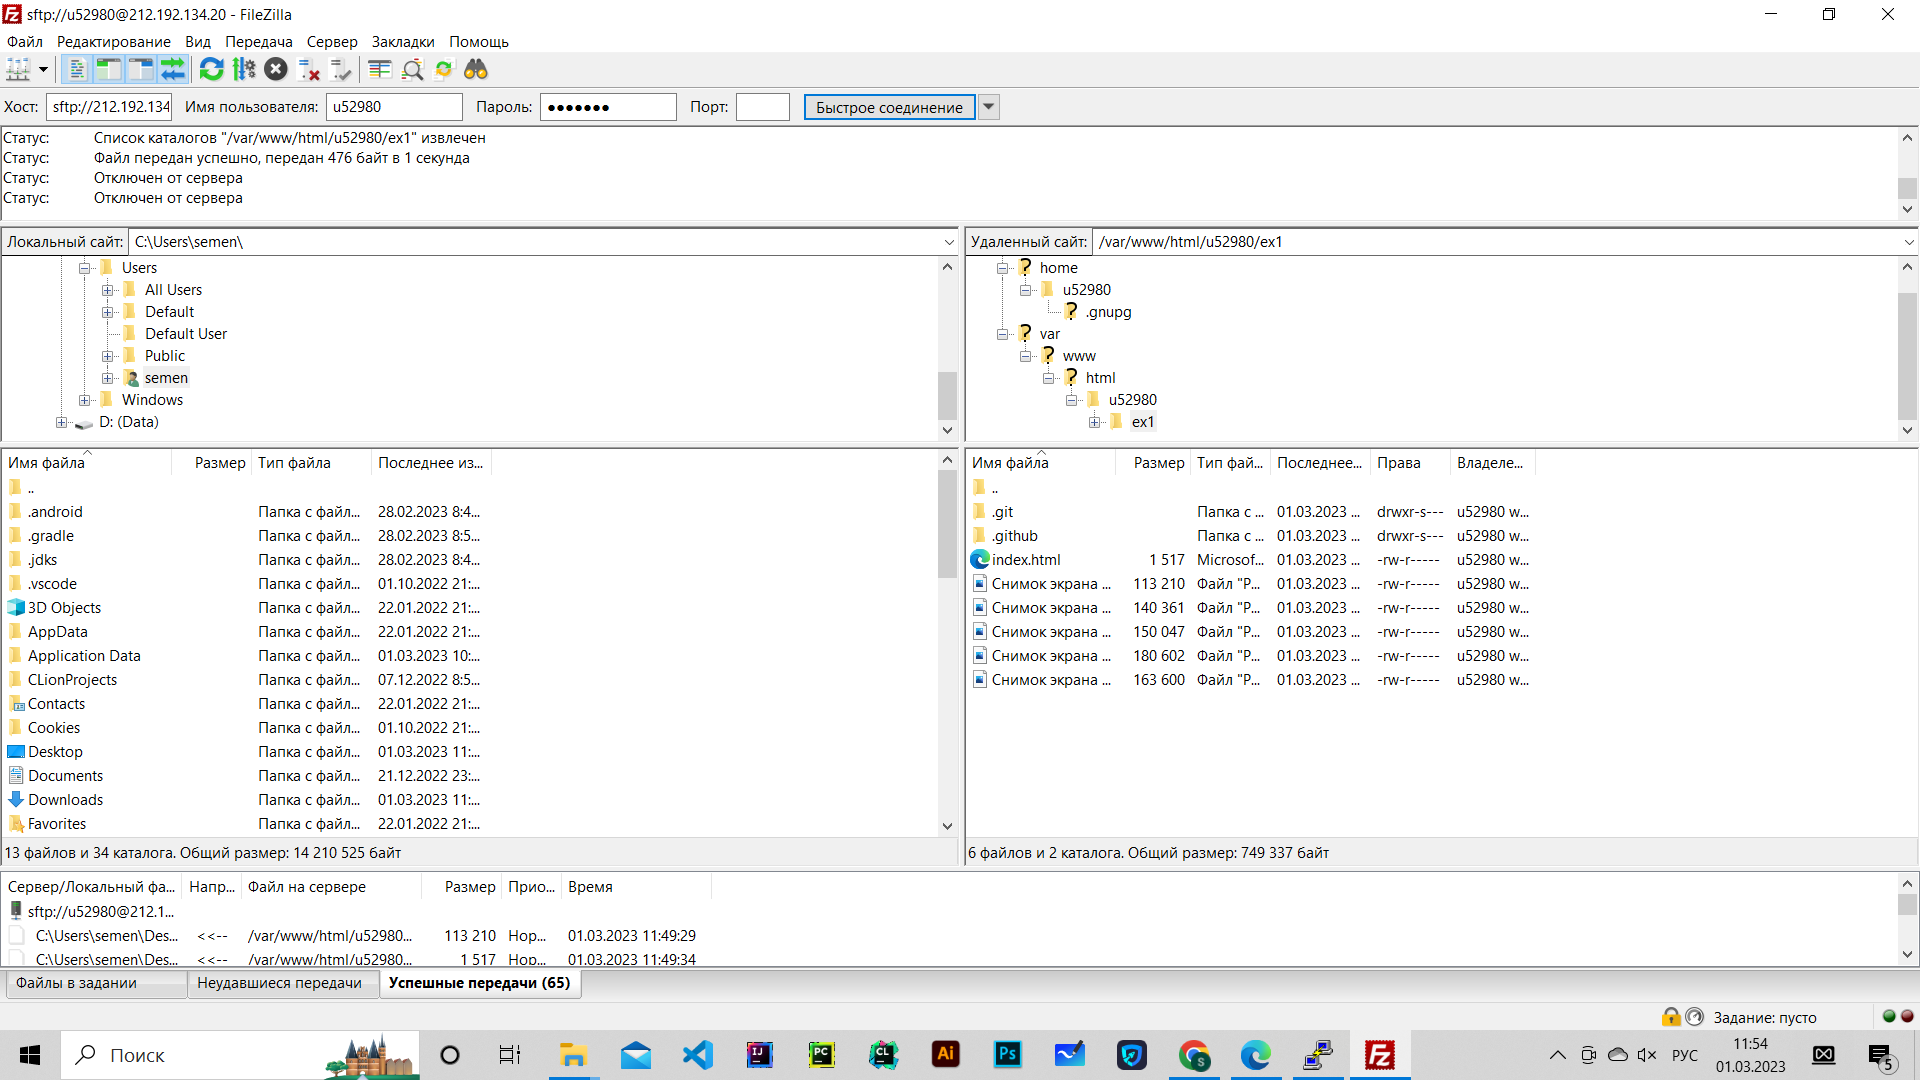 sftp://u52980@212.192.134.20 - FileZilla
Файл Редактирование Вид Передача Сервер Закладки Помощь
Хост: sftp://212.192.134 Имя пользователя: u52980 Пароль: ●●●●●●● Порт: Быстрое соединение
Статус: Список каталогов "/var/www/html/u52980/ex1" извлечен
Статус: Файл передан успешно, передан 476 байт в 1 секунда
Статус: Отключен от сервера
Статус: Отключен от сервера
Локальный сайт: C:\Users\semen\
Users
All Users
Default
Default User
Public
semen
Windows
D: (Data)
Удаленный сайт: /var/www/html/u52980/ex1
home
u52980
.gnupg
var
www
html
u52980
ex1
Имя файла Размер Тип файла Последнее из...
..
.android Папка с файл... 28.02.2023 8:4...
.gradle Папка с файл... 28.02.2023 8:5...
.jdks Папка с файл... 28.02.2023 8:4...
.vscode Папка с файл... 01.10.2022 21:...
3D Objects Папка с файл... 22.01.2022 21:...
AppData Папка с файл... 22.01.2022 21:...
Application Data Папка с файл... 01.03.2023 10:...
CLionProjects Папка с файл... 07.12.2022 8:5...
Contacts Папка с файл... 22.01.2022 21:...
Cookies Папка с файл... 01.10.2022 21:...
Desktop Папка с файл... 01.03.2023 11:...
Documents Папка с файл... 21.12.2022 23:...
Downloads Папка с файл... 01.03.2023 11:...
Favorites Папка с файл... 22.01.2022 21:...
13 файлов и 34 каталога. Общий размер: 14 210 525 байт
Имя файла Размер Тип фай... Последнее... Права Владеле...
..
.git Папка с ... 01.03.2023 ... drwxr-s--- u52980 w...
.github Папка с ... 01.03.2023 ... drwxr-s--- u52980 w...
index.html 1 517 Microsof... 01.03.2023 ... -rw-r----- u52980 w...
Снимок экрана ... 113 210 Файл "P... 01.03.2023 ... -rw-r----- u52980 w...
Снимок экрана ... 140 361 Файл "P... 01.03.2023 ... -rw-r----- u52980 w...
Снимок экрана ... 150 047 Файл "P... 01.03.2023 ... -rw-r----- u52980 w...
Снимок экрана ... 180 602 Файл "P... 01.03.2023 ... -rw-r----- u52980 w...
Снимок экрана ... 163 600 Файл "P... 01.03.2023 ... -rw-r----- u52980 w...
6 файлов и 2 каталога. Общий размер: 749 337 байт
Сервер/Локальный фа... Напр... Файл на сервере Размер Прио... Время
sftp://u52980@212.1...
C:\Users\semen\Des... <<-- /var/www/html/u52980... 113 210 Нор... 01.03.2023 11:49:29
C:\Users\semen\Des... <<-- /var/www/html/u52980... 1 517 Нор... 01.03.2023 11:49:34
Файлы в задании Неудавшиеся передачи Успешные передачи (65)
Задание: пусто
Поиск
IJ PC CL Ai Ps S Fz
РУС
11:54
01.03.2023
5